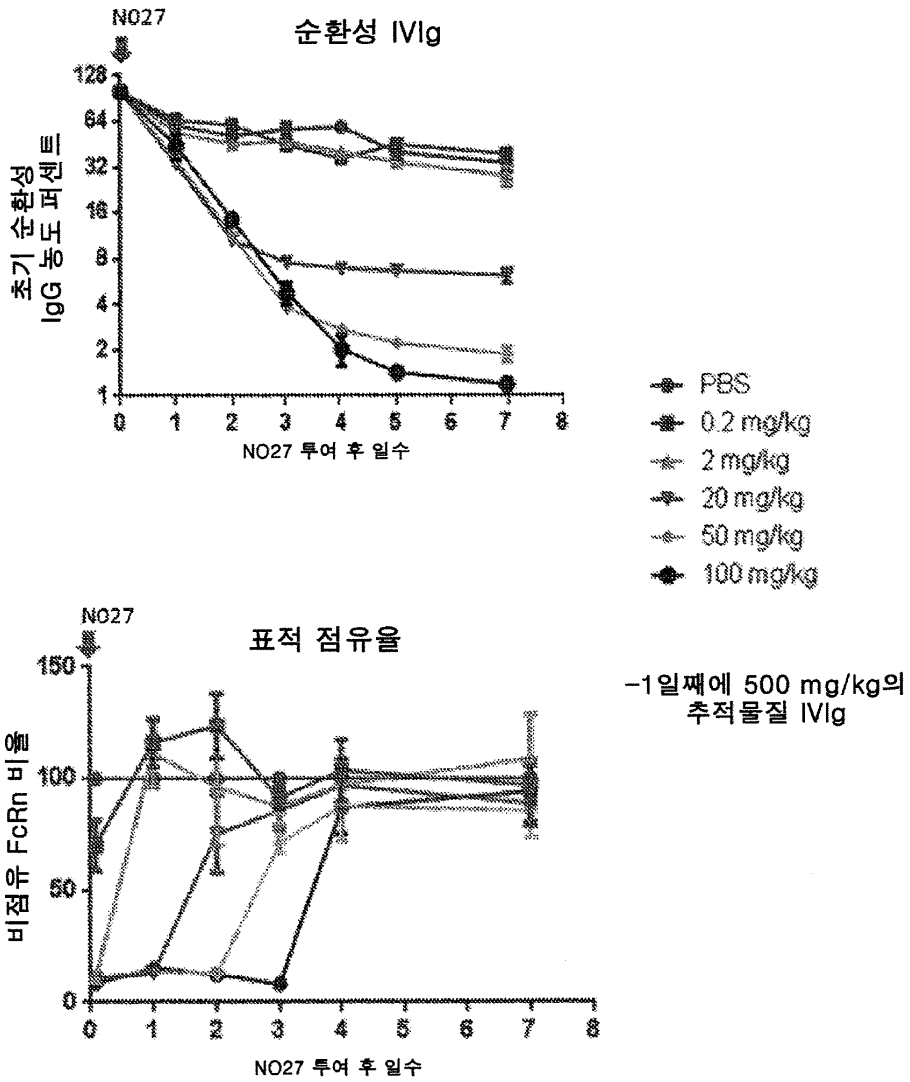 N027
순환성 IVIg
초기 순환성
IgG 농도 퍼센트
128
64
32
16
8
4
2
1
0 1 2 3 4 5 6 7 8
N027 투여 후 일수
PBS
0.2 mg/kg
2 mg/kg
20 mg/kg
50 mg/kg
100 mg/kg
N027
표적 점유율
비점유 FcRn 비율
150
100
50
0
0 1 2 3 4 5 6 7 8
N027 투여 후 일수
-1일째에 500 mg/kg의
추적물질 IVIg